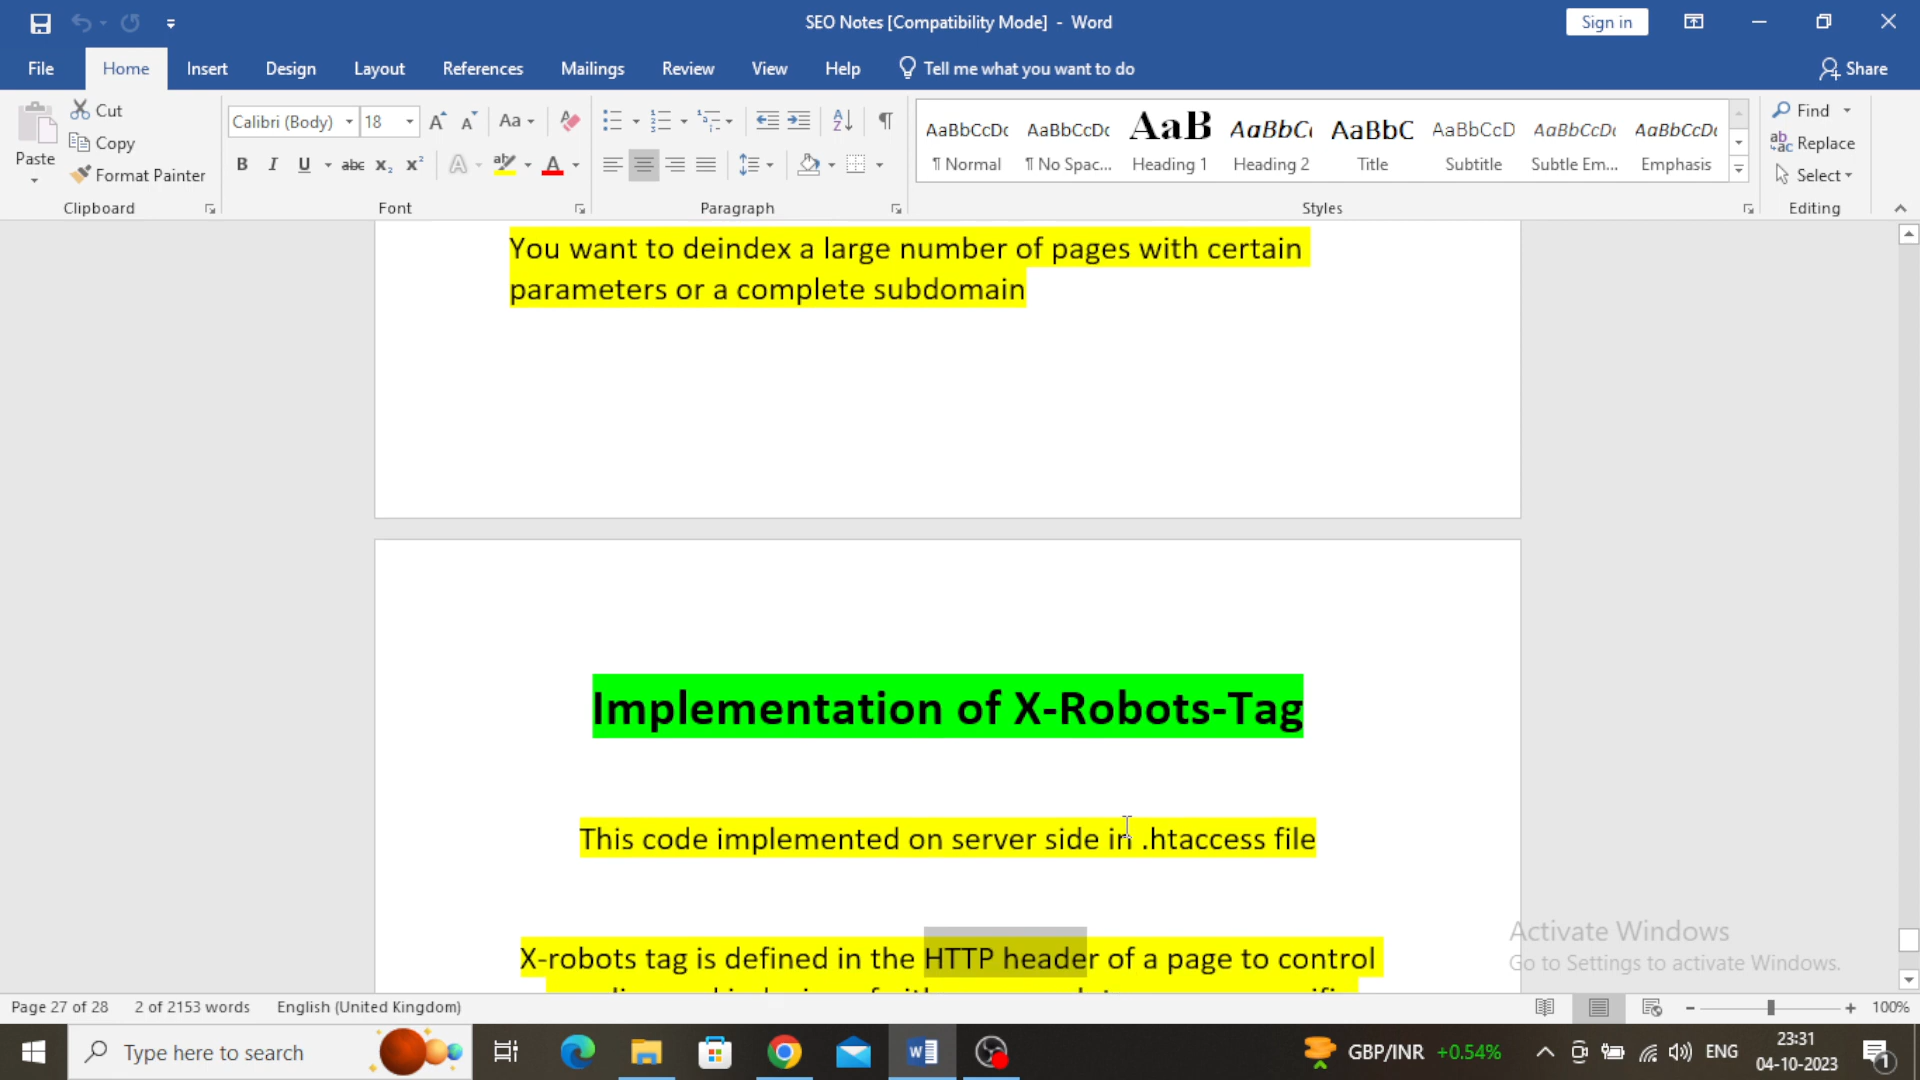 SEO Notes [Compatibility Mode] - Word
Sign in
File Home Insert Design Layout References Mailings Review View Help Tell me what you want to do Share
Paste
Cut
Copy
Format Painter
Clipboard
Calibri (Body) 18
Font
Paragraph
AaBbCcDc AaBbCcDc AaB AaBbC AaBbC AaBbCcD AaBbCcDc AaBbCcDc
¶ Normal ¶ No Spac... Heading 1 Heading 2 Title Subtitle Subtle Em... Emphasis
Styles
Find
Replace
Select
Editing
You want to deindex a large number of pages with certain
parameters or a complete subdomain
Implementation of X-Robots-Tag
This code implemented on server side in .htaccess file
X-robots tag is defined in the HTTP header of a page to control
Activate Windows
Go to Settings to activate Windows.
Page 27 of 28 2 of 2153 words English (United Kingdom) 100%
Type here to search
GBP/INR +0.54%
ENG
23:31
04-10-2023
1